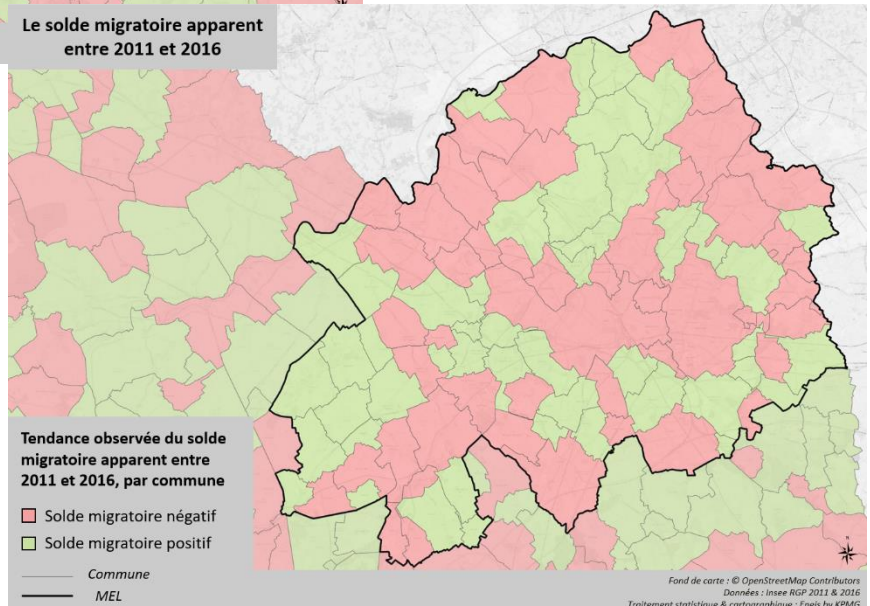 Le solde migratoire apparent
entre 2011 et 2016
Tendance observée du solde
migratoire apparent entre
2011 et 2016, par commune
Solde migratoire négatif
Solde migratoire positif
Commune
MEL
Fond de carte : © OpenStreetMap Contributors
Données : Insee RGP 2011 & 2016
Traitement statistique & cartographique : Eneis by KPMG